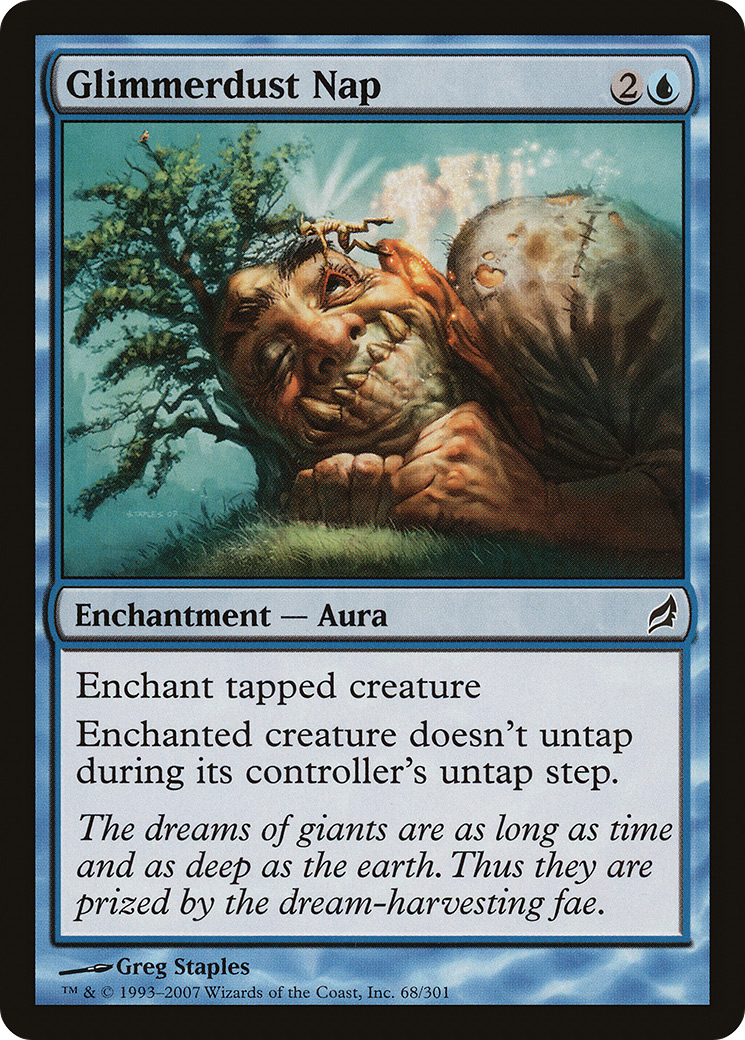 Glimmerdust Nap 2
STAPLES 07
Enchantment — Aura
Enchant tapped creature
Enchanted creature doesn't untap
during its controller's untap step.
The dreams of giants are as long as time
and as deep as the earth. Thus they are
prized by the dream-harvesting fae.
Greg Staples
™ & © 1993–2007 Wizards of the Coast, Inc. 68/301